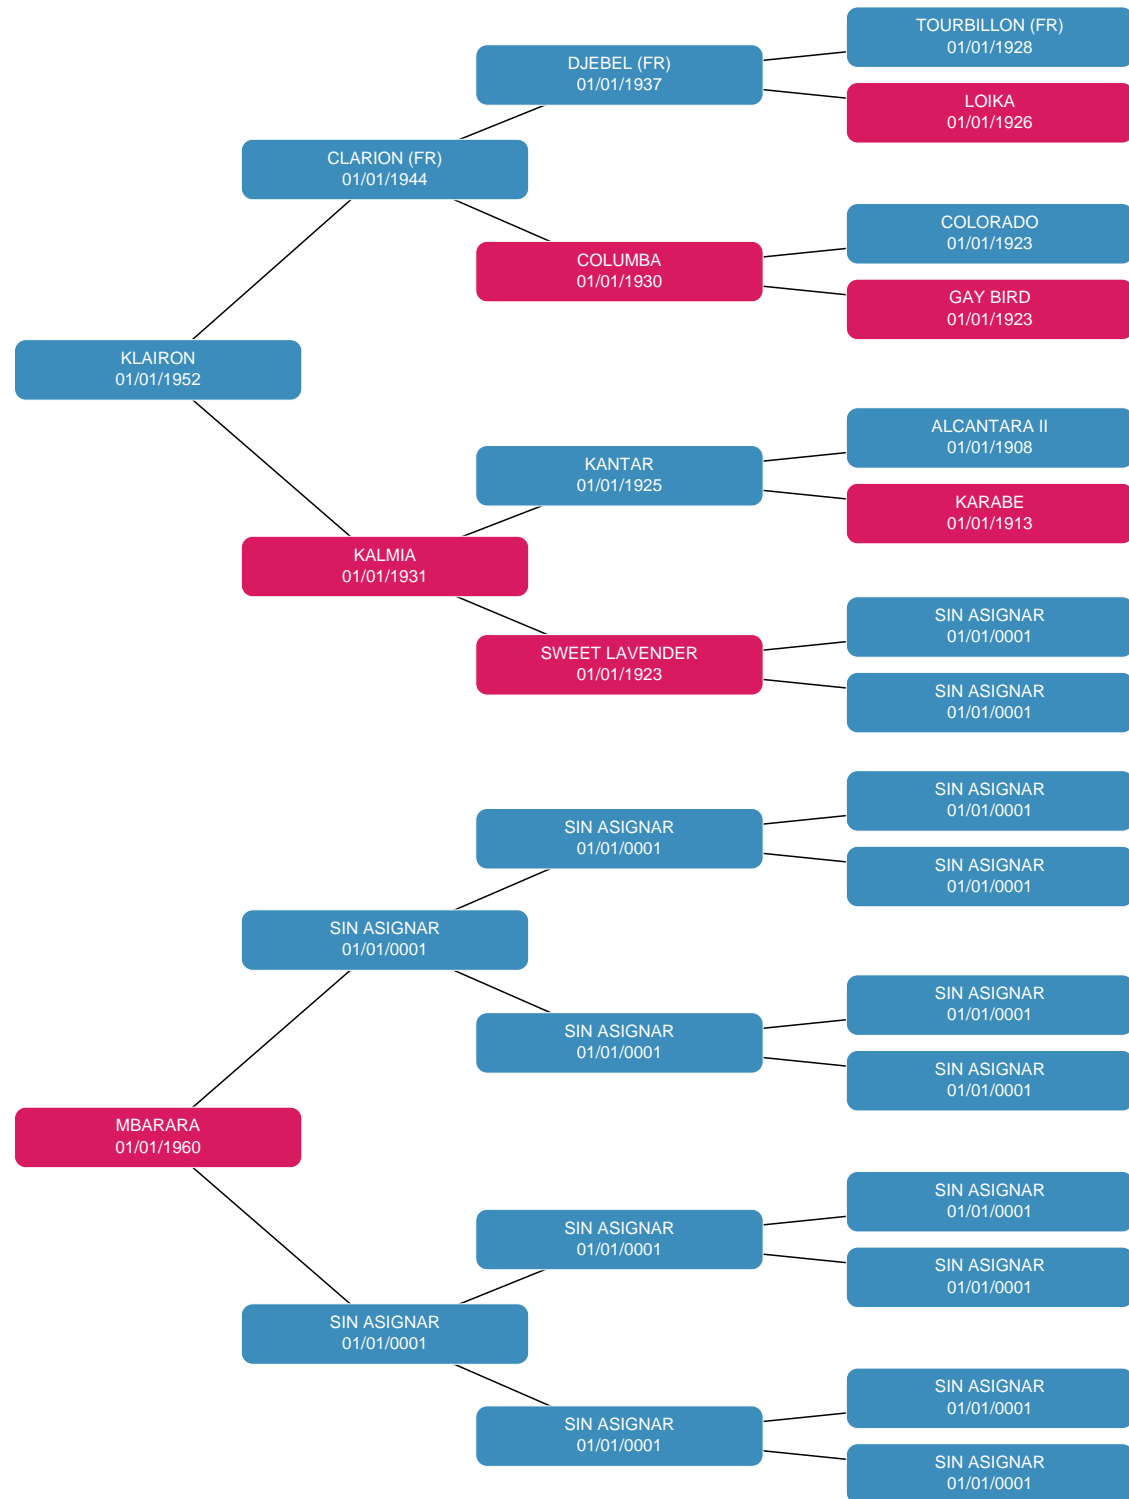 TOURBILLON (FR)
01/01/1928
DJEBEL (FR)
01/01/1937
LOIKA
01/01/1926
CLARION (FR)
01/01/1944
COLORADO
01/01/1923
COLUMBA
01/01/1930
GAY BIRD
01/01/1923
KLAIRON
01/01/1952
ALCANTARA II
01/01/1908
KANTAR
01/01/1925
KARABE
01/01/1913
KALMIA
01/01/1931
SIN ASIGNAR
01/01/0001
SWEET LAVENDER
01/01/1923
SIN ASIGNAR
01/01/0001
SIN ASIGNAR
01/01/0001
SIN ASIGNAR
01/01/0001
SIN ASIGNAR
01/01/0001
SIN ASIGNAR
01/01/0001
SIN ASIGNAR
01/01/0001
SIN ASIGNAR
01/01/0001
SIN ASIGNAR
01/01/0001
MBARARA
01/01/1960
SIN ASIGNAR
01/01/0001
SIN ASIGNAR
01/01/0001
SIN ASIGNAR
01/01/0001
SIN ASIGNAR
01/01/0001
SIN ASIGNAR
01/01/0001
SIN ASIGNAR
01/01/0001
SIN ASIGNAR
01/01/0001